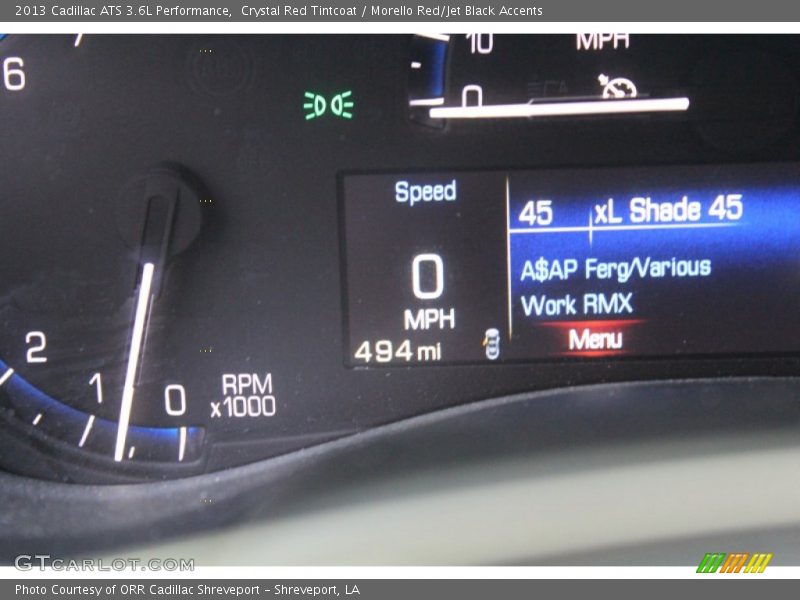 2013 Cadillac ATS 3.6L Performance, Crystal Red Tintcoat / Morello Red/Jet Black Accents
6
10
MPH
0
Speed
45
xL Shade 45
0
A$AP Ferg/Various
MPH
Work RMX
494 mi
Menu
2
1
0
RPM
x1000
GTCARLOT.COM
Photo Courtesy of ORR Cadillac Shreveport - Shreveport, LA